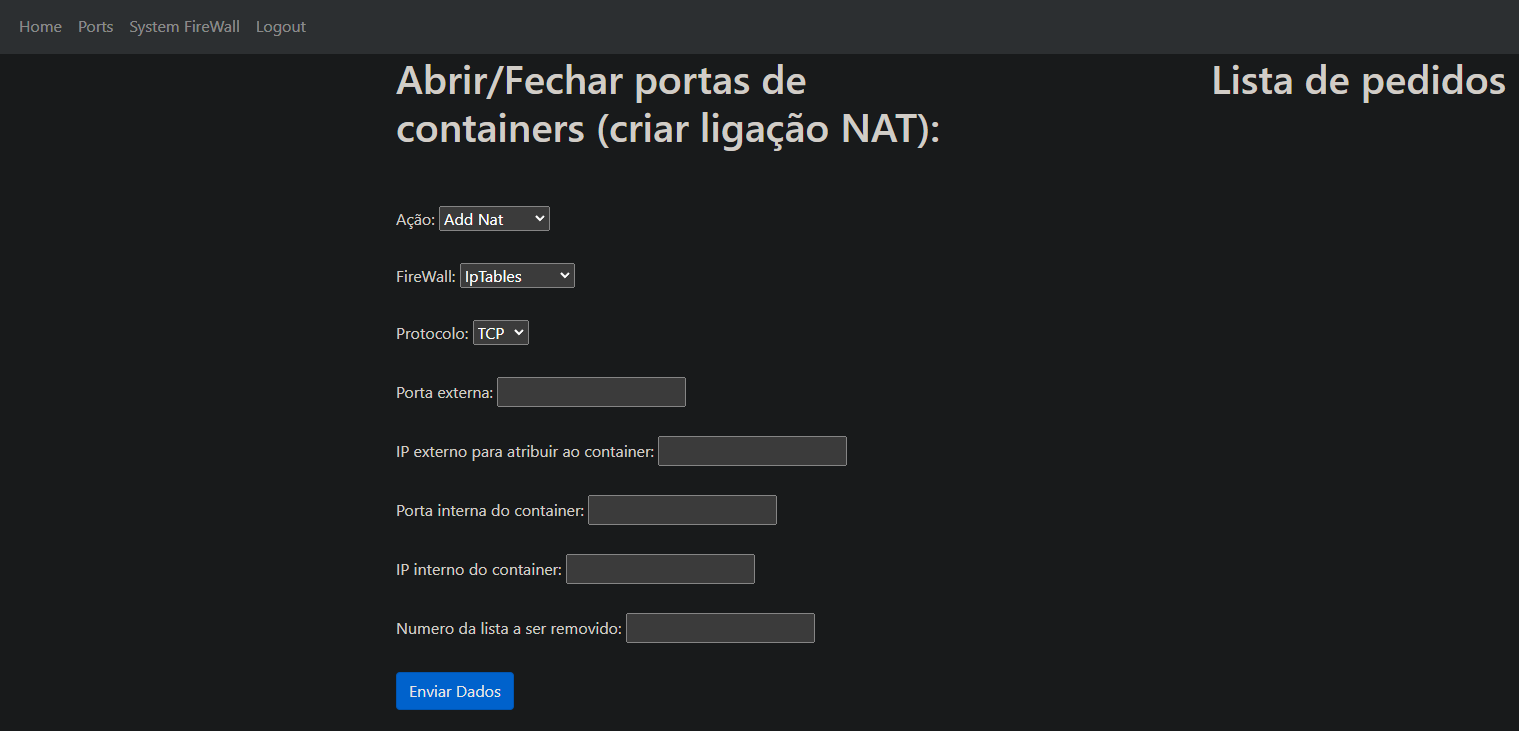 Home Ports System FireWall Logout
Abrir/Fechar portas de
containers (criar ligação NAT):
Lista de pedidos
Ação: Add Nat
FireWall: IpTables
Protocolo: TCP
Porta externa:
IP externo para atribuir ao container:
Porta interna do container:
IP interno do container:
Numero da lista a ser removido:
Enviar Dados